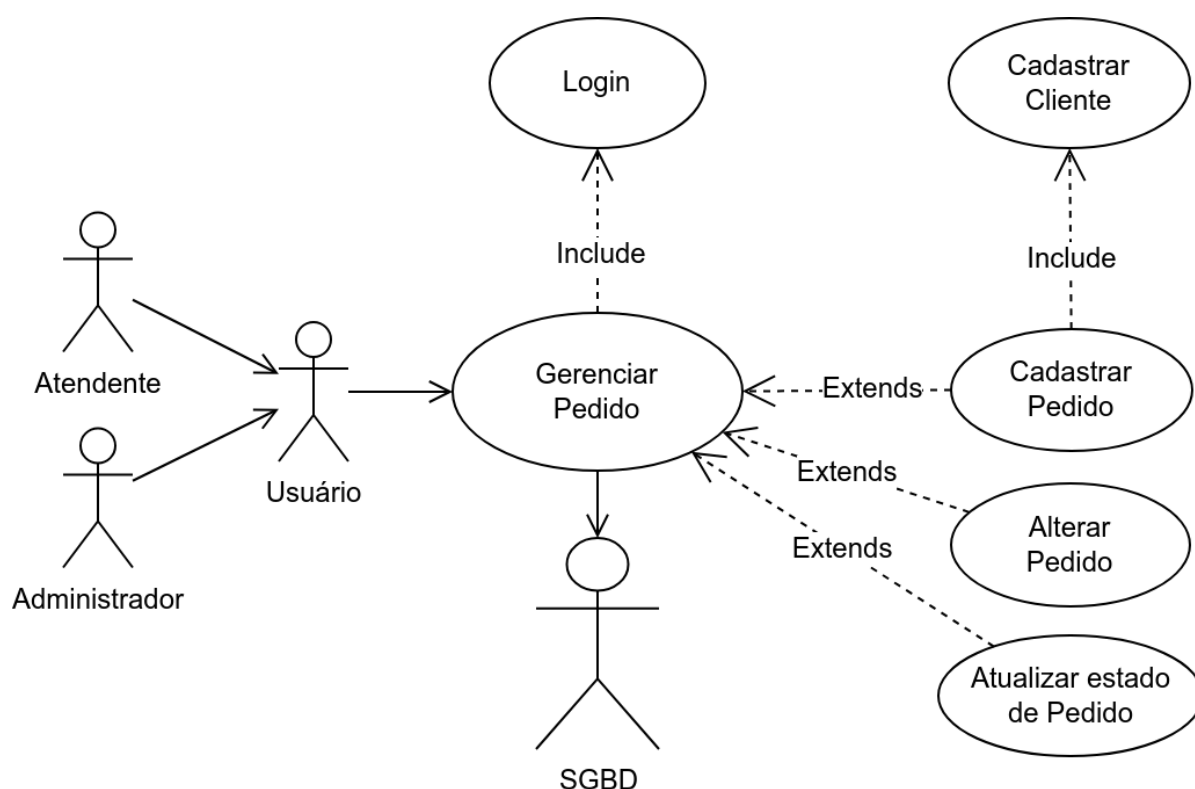 Login
Cadastrar
Cliente
Include
Include
Atendente
Gerenciar
Pedido
Extends
Cadastrar
Pedido
Usuário
Extends
Alterar
Pedido
Extends
Administrador
Atualizar estado
de Pedido
SGBD